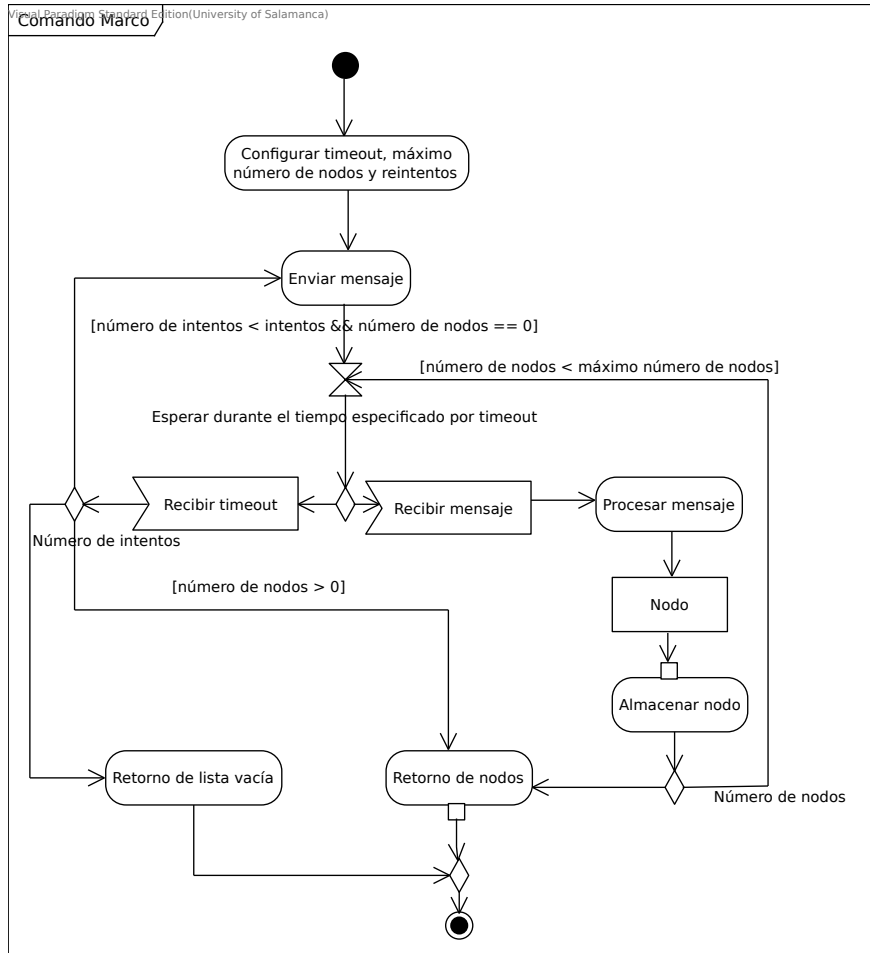 Visual Paradigm Standard Edition(University of Salamanca)
Comando Marco
Configurar timeout, máximo
número de nodos y reintentos
Enviar mensaje
[número de intentos < intentos && número de nodos == 0]
[número de nodos < máximo número de nodos]
Esperar durante el tiempo especificado por timeout
Recibir timeout
Recibir mensaje
Procesar mensaje
Número de intentos
[número de nodos > 0]
Nodo
Almacenar nodo
Retorno de lista vacía
Retorno de nodos
Número de nodos